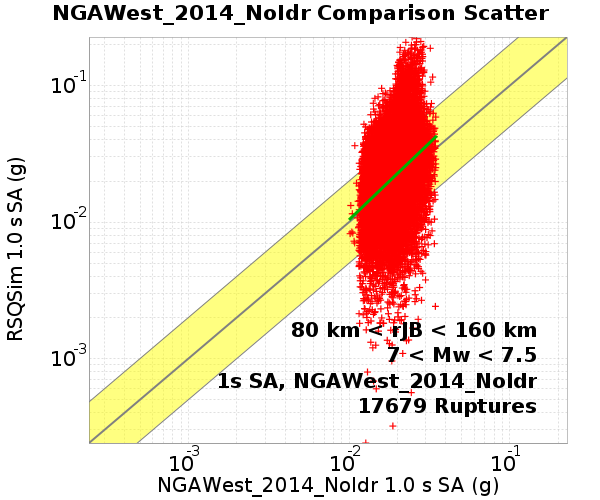 NGAWest_2014_NoIdr Comparison Scatter
RSQSim 1.0 s SA (g)
10-1
10-2
10-3
80 km < rJB < 160 km
7 < Mw < 7.5
1s SA, NGAWest_2014_NoIdr
17679 Ruptures
10-3
10-2
10-1
NGAWest_2014_NoIdr 1.0 s SA (g)